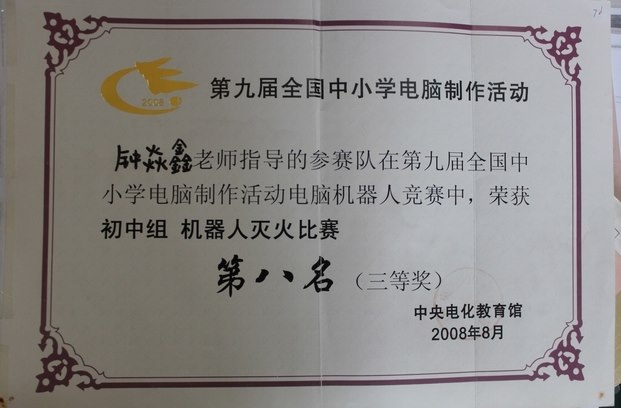 2008
第九届全国中小学电脑制作活动
钟焱鑫老师指导的参赛队在第九届全国中
小学电脑制作活动电脑机器人竞赛中，荣获
初中组 机器人灭火比赛
第八名（三等奖）
中央电化教育馆
2008年8月